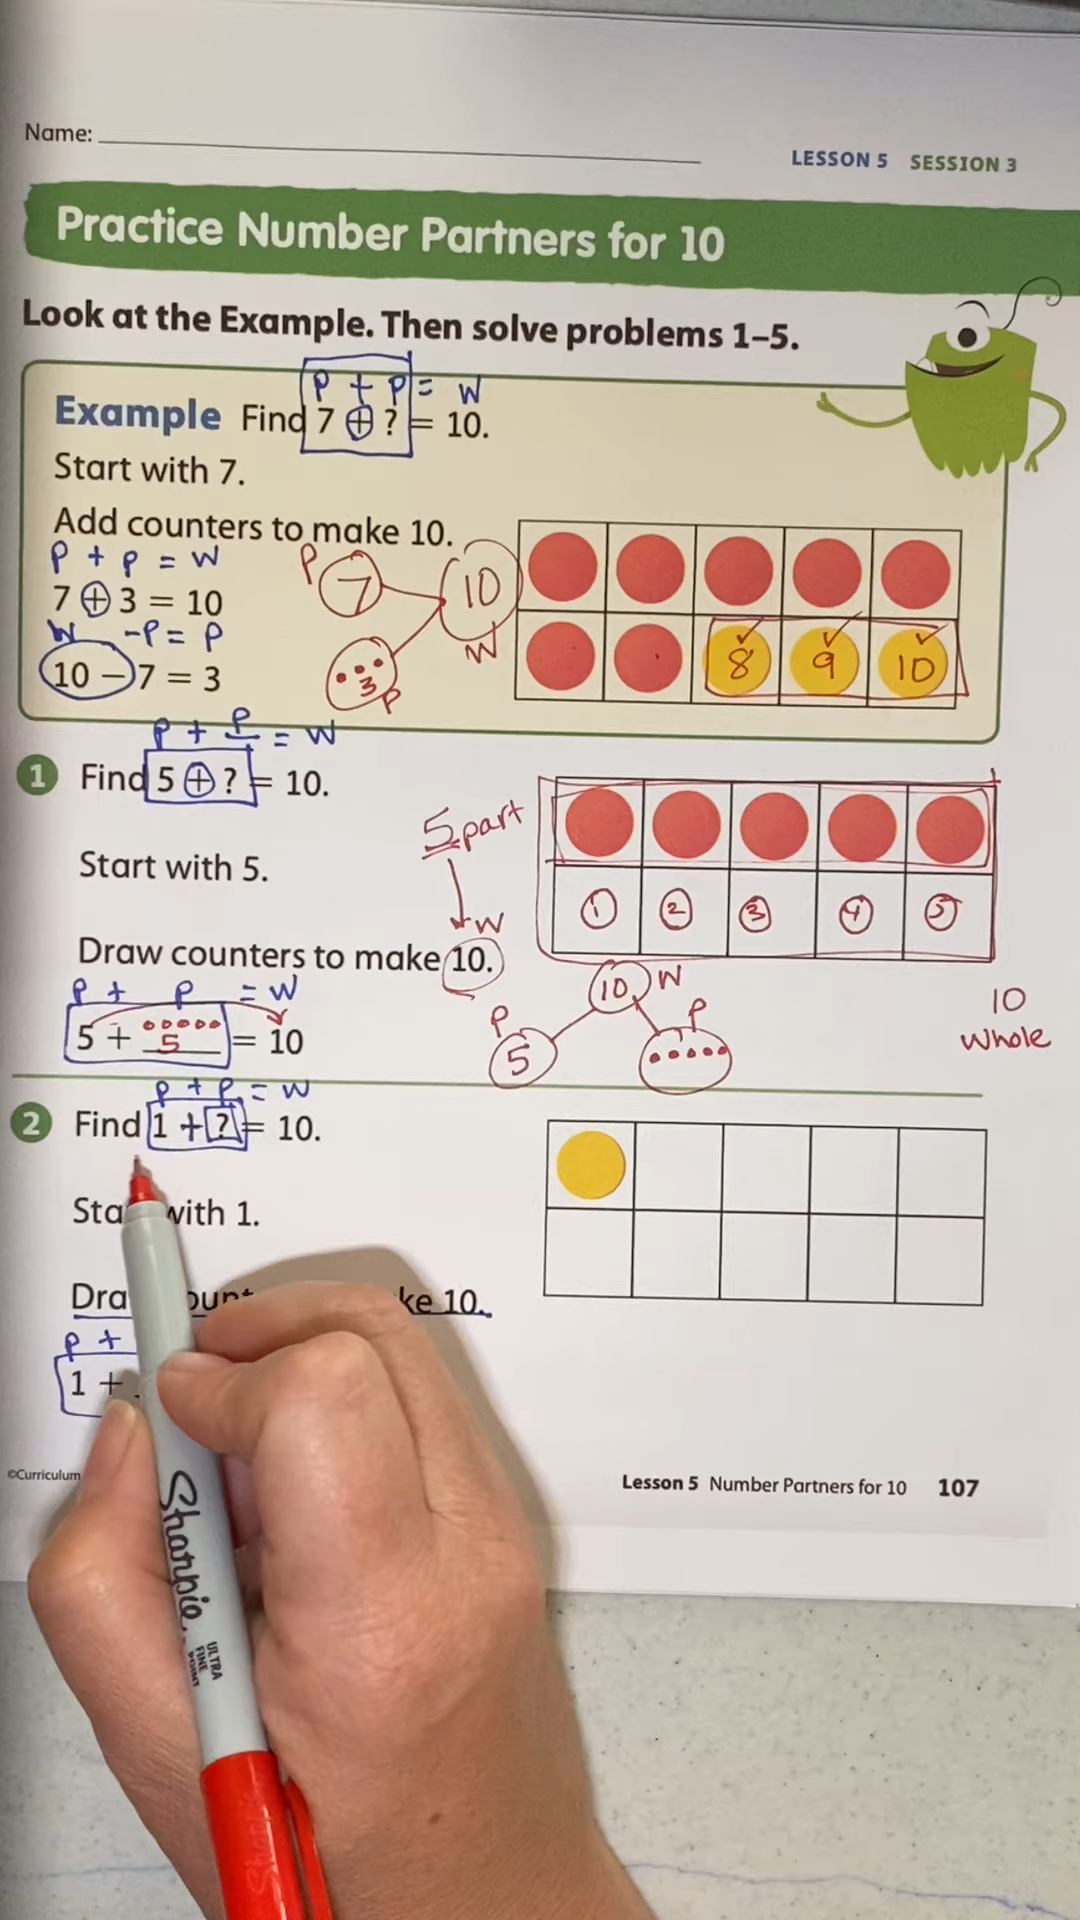 Name:
LESSON 5 SESSION 3
Practice Number Partners for 10
Look at the Example. Then solve problems 1–5.
P + P = W
Example Find 7 + ? = 10.
Start with 7.
Add counters to make 10.
P + P = W
7 + 3 = 10
W - P = P
10 – 7 = 3
P 7 10 W
3 P
8 9 10
P + P = W
1 Find 5 + ? = 10.
5 part
Start with 5.
W
1 2 3 4 5
Draw counters to make 10.
P + P = W
5 + 5 = 10
10 W
P P
5
10
whole
P + P = W
2 Find 1 + ? = 10.
with 1.
ke 10.
P +
1 +
©Curriculum
Lesson 5 Number Partners for 10 107
Sharpie
ULTRA
FINE
POINT